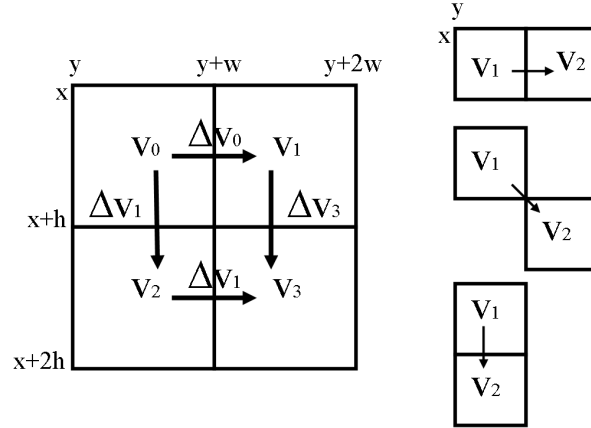 y y+w y+2w
x
V₀ ΔV₀ V₁
x+h ΔV₁ ΔV₃
V₂ ΔV₁ V₃
x+2h
y
x
V₁ V₂
V₁
V₂
V₁
V₂